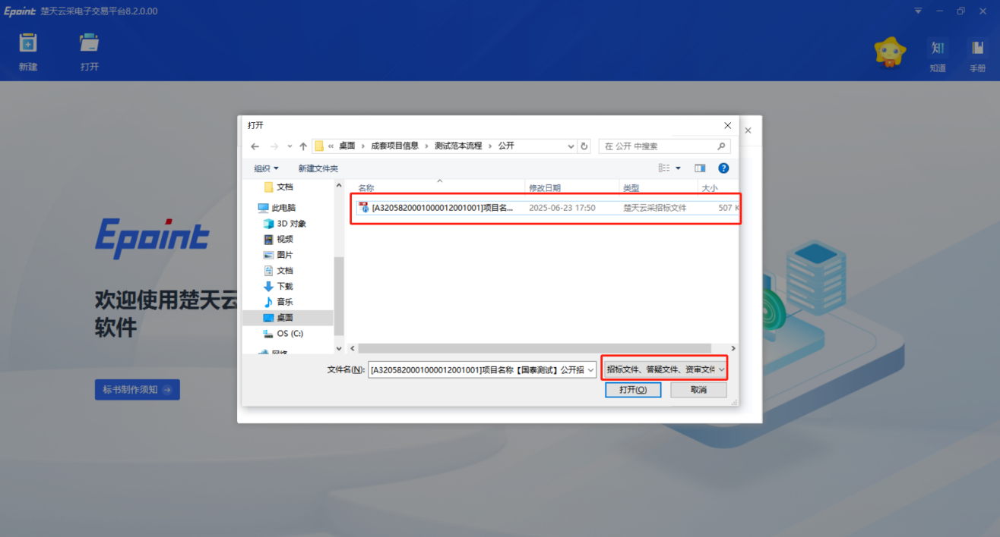 Epoint 楚天云采电子交易平台8.2.0.00
新建
打开
知道
手册
打开
« 桌面 › 成套项目信息 › 测试范本流程 › 公开
在 公开 中搜索
组织
新建文件夹
名称 修改日期 类型 大小
[A3205820001000012001001]项目名... 2025-06-23 17:50 楚天云采招标文件 507 K
文档
此电脑
3D 对象
视频
图片
文档
下载
音乐
桌面
OS (C:)
网络
文件名(N): [A3205820001000012001001]项目名称【国泰测试】公开招
招标文件、答疑文件、资审文件
打开(O)
取消
Epoint
欢迎使用楚天云
软件
标书制作须知